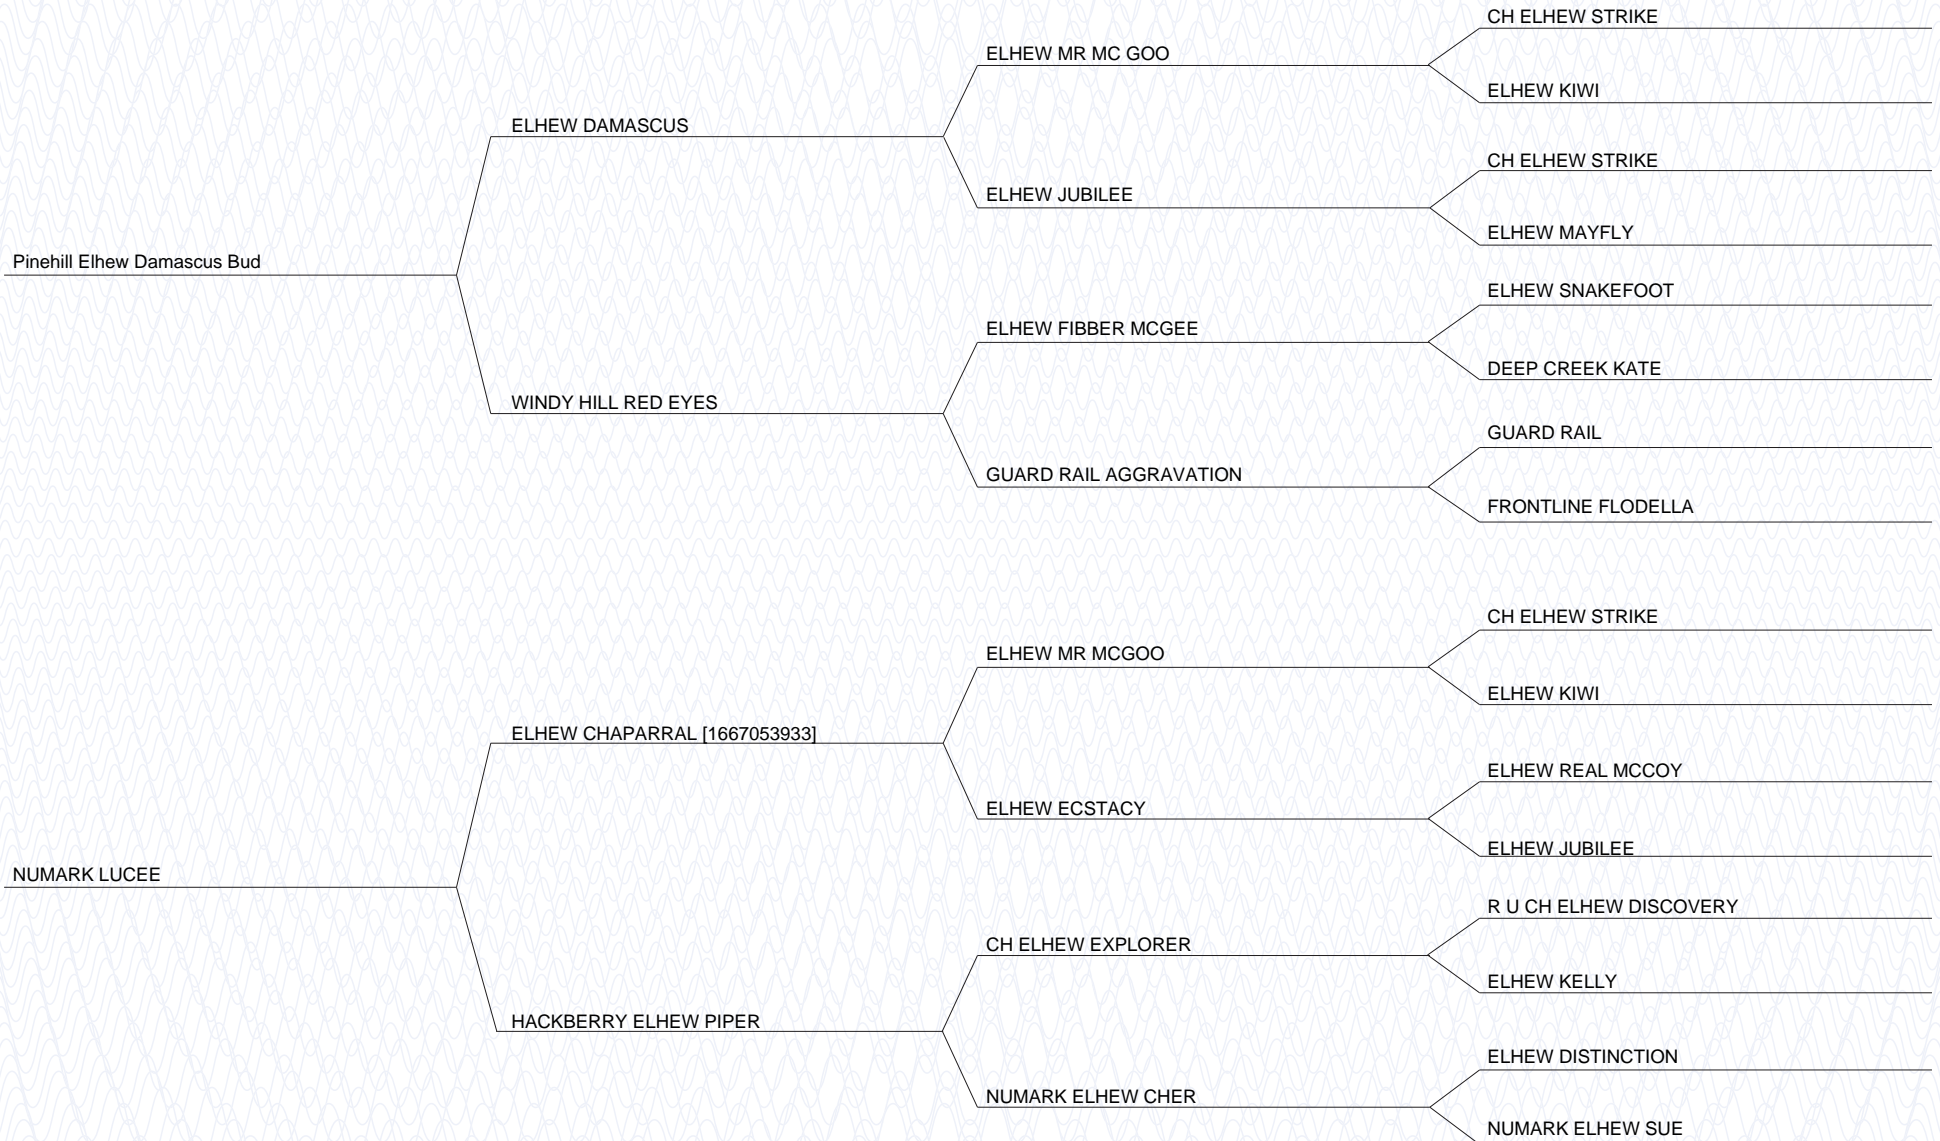 CH ELHEW STRIKE
ELHEW MR MC GOO
ELHEW KIWI
ELHEW DAMASCUS
CH ELHEW STRIKE
ELHEW JUBILEE
ELHEW MAYFLY
Pinehill Elhew Damascus Bud
ELHEW SNAKEFOOT
ELHEW FIBBER MCGEE
DEEP CREEK KATE
WINDY HILL RED EYES
GUARD RAIL
GUARD RAIL AGGRAVATION
FRONTLINE FLODELLA
CH ELHEW STRIKE
ELHEW MR MCGOO
ELHEW KIWI
ELHEW CHAPARRAL [1667053933]
ELHEW REAL MCCOY
ELHEW ECSTACY
ELHEW JUBILEE
NUMARK LUCEE
R U CH ELHEW DISCOVERY
CH ELHEW EXPLORER
ELHEW KELLY
HACKBERRY ELHEW PIPER
ELHEW DISTINCTION
NUMARK ELHEW CHER
NUMARK ELHEW SUE